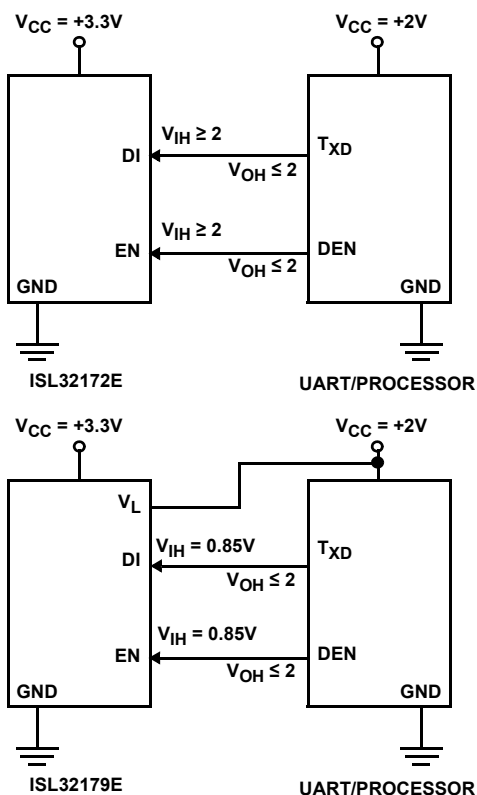 VCC = +3.3V VCC = +2V
DI VIH ≥ 2 TXD
VOH ≤ 2
EN VIH ≥ 2 DEN
VOH ≤ 2
GND GND
ISL32172E UART/PROCESSOR
VCC = +3.3V VCC = +2V
VL
DI VIH = 0.85V TXD
VOH ≤ 2
EN VIH = 0.85V DEN
VOH ≤ 2
GND GND
ISL32179E UART/PROCESSOR